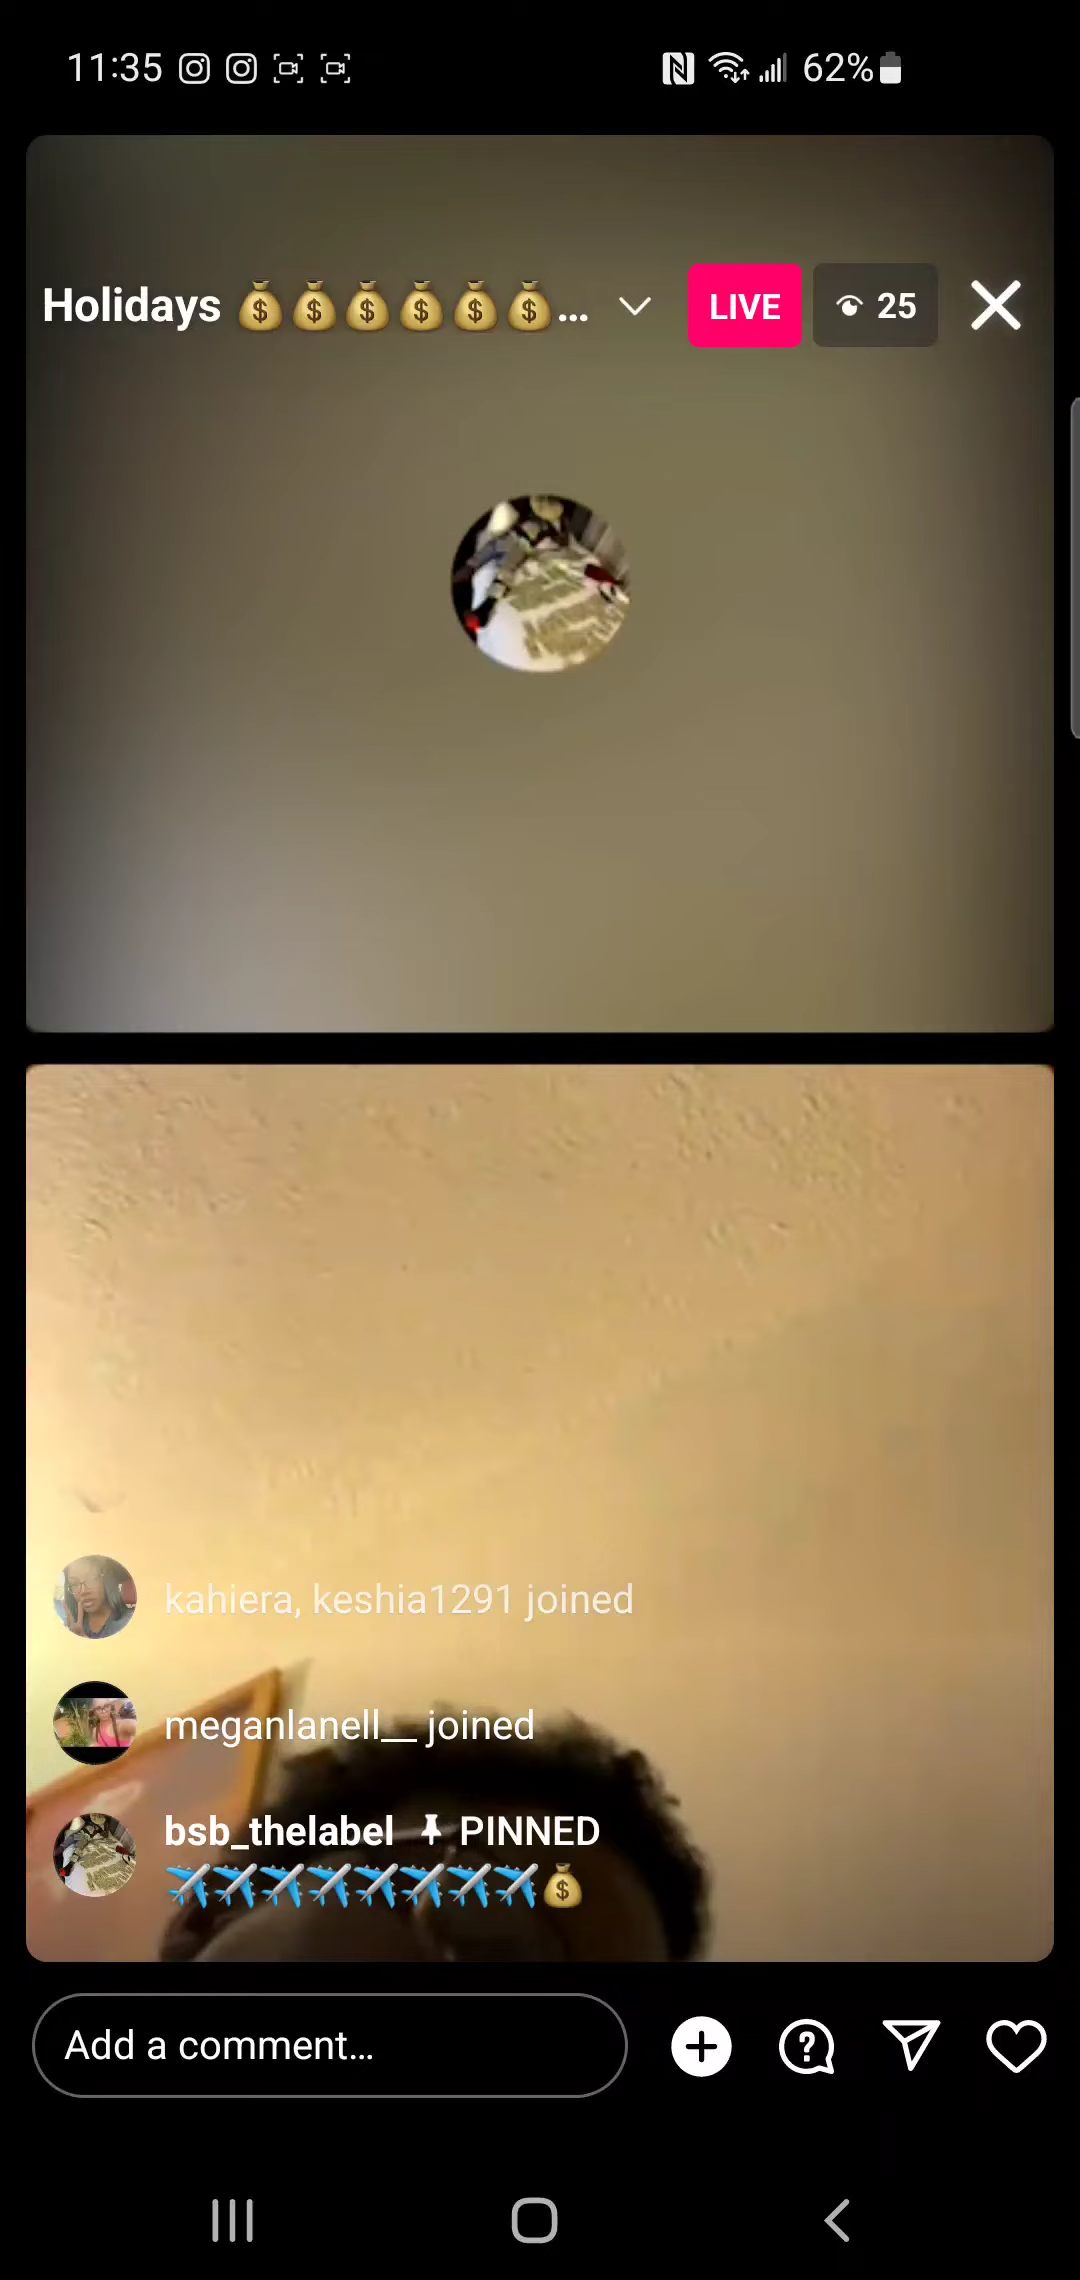 11:35 62%
Holidays 💰💰💰💰💰💰... LIVE 25
kahiera, keshia1291 joined
meganlanell__ joined
bsb_thelabel 📌 PINNED
✈️✈️✈️✈️✈️✈️✈️✈️💰
Add a comment...